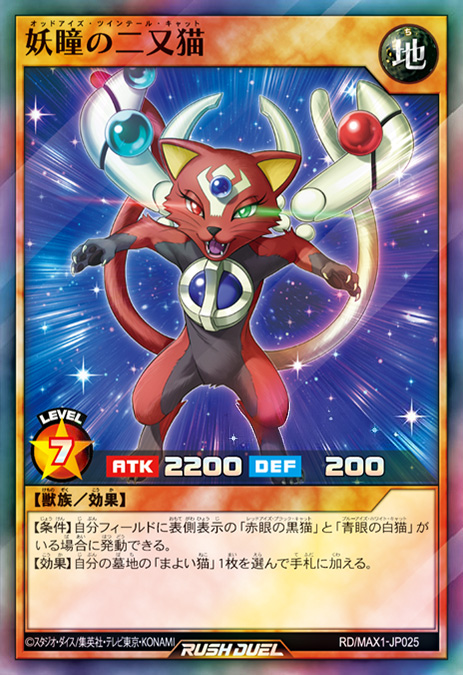 オッドアイズ・ツインテール・キャット
妖瞳の二又猫
地
LEVEL
7
ATK 2200 DEF 200
【獣族／効果】
【条件】自分フィールドに表側表示の「赤眼の黒猫」と「青眼の白猫」が
いる場合に発動できる。
【効果】自分の墓地の「まよい猫」1枚を選んで手札に加える。
©スタジオ・ダイス/集英社・テレビ東京・KONAMI
RUSH DUEL
RD/MAX1-JP025